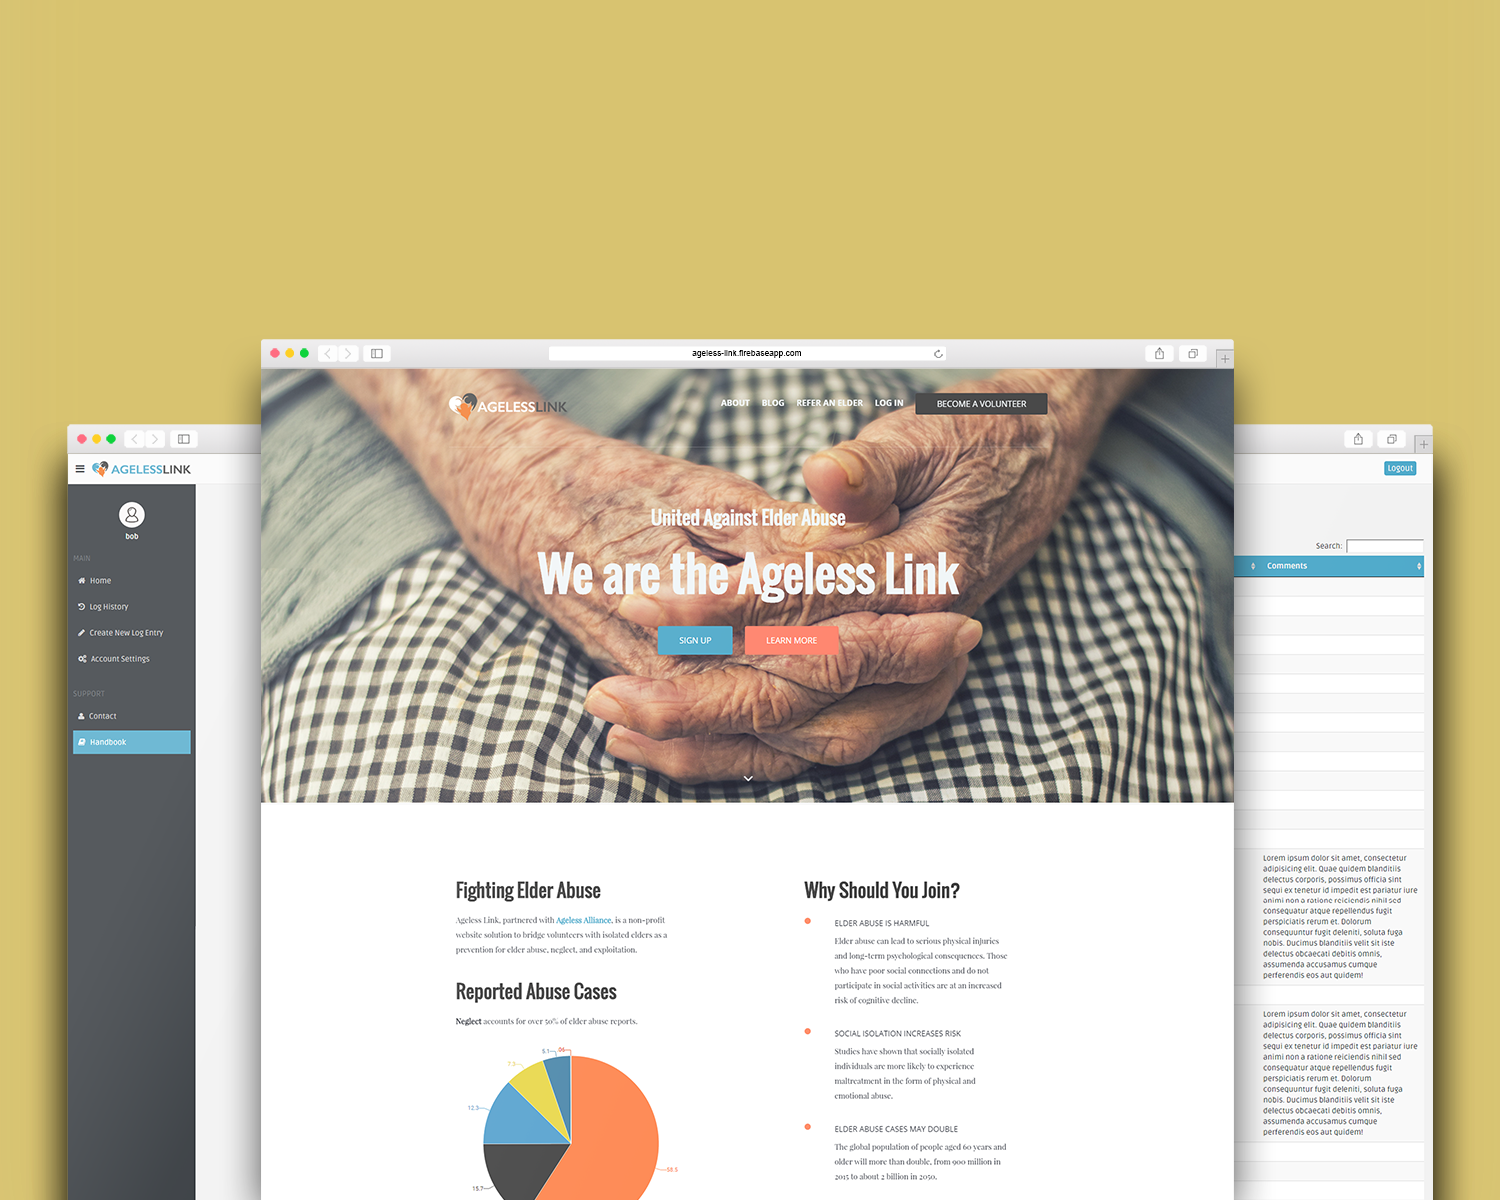 ageless-link.firebaseapp.com
AGELESSLINK
ABOUT BLOG REFER AN ELDER LOG IN BECOME A VOLUNTEER
United Against Elder Abuse
We are the Ageless Link
SIGN UP LEARN MORE
Fighting Elder Abuse
Ageless Link, partnered with Ageless Alliance, is a non-profit
website solution to bridge volunteers with isolated elders as a
prevention for elder abuse, neglect, and exploitation.
Reported Abuse Cases
Neglect accounts for over 50% of elder abuse reports.
5.1
.04
7.3
12.3
15.7
58.5
Why Should You Join?
ELDER ABUSE IS HARMFUL
Elder abuse can lead to serious physical injuries
and long-term psychological consequences. Those
who have poor social connections and do not
participate in social activities are at an increased
risk of cognitive decline.
SOCIAL ISOLATION INCREASES RISK
Studies have shown that socially isolated
individuals are more likely to experience
maltreatment in the form of physical and
emotional abuse.
ELDER ABUSE CASES MAY DOUBLE
The global population of people aged 60 years and
older will more than double, from 900 million in
2015 to about 2 billion in 2050.
AGELESSLINK
bob
MAIN
Home
Log History
Create New Log Entry
Account Settings
SUPPORT
Contact
Handbook
Logout
Search:
Comments
Lorem ipsum dolor sit amet, consectetur
adipisicing elit. Quae quidem blanditiis
delectus corporis, possimus officia sint
sequi ex tenetur id impedit est pariatur iure
animi non a ratione reiciendis nihil sed
consequatur atque repellendus fugit
perspiciatis rerum et. Dolorum
consequuntur fugit deleniti, soluta fuga
nobis. Ducimus blanditiis velit sit iste
delectus obcaecati debitis omnis,
assumenda accusamus cumque
perferendis eos aut quidem!
Lorem ipsum dolor sit amet, consectetur
adipisicing elit. Quae quidem blanditiis
delectus corporis, possimus officia sint
sequi ex tenetur id impedit est pariatur iure
animi non a ratione reiciendis nihil sed
consequatur atque repellendus fugit
perspiciatis rerum et. Dolorum
consequuntur fugit deleniti, soluta fuga
nobis. Ducimus blanditiis velit sit iste
delectus obcaecati debitis omnis,
assumenda accusamus cumque
perferendis eos aut quidem!